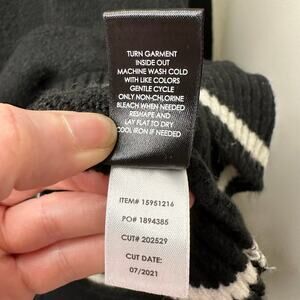 TURN GARMENT
INSIDE OUT
MACHINE WASH COLD
WITH LIKE COLORS
GENTLE CYCLE
ONLY NON-CHLORINE
BLEACH WHEN NEEDED
RESHAPE AND
LAY FLAT TO DRY
COOL IRON IF NEEDED
ITEM# 15951216
PO# 1894385
CUT# 202529
CUT DATE:
07/2021